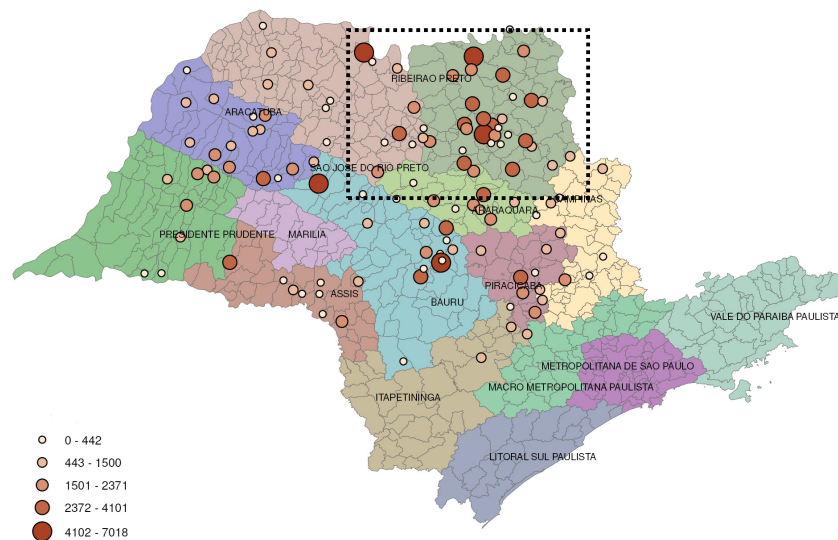 RIBEIRAO PRETO
ARACATUBA
SAO JOSE DO RIO PRETO
CAMPINAS
ARARAQUARA
PRESIDENTE PRUDENTE
MARILIA
PIRACICABA
ASSIS
BAURU
VALE DO PARAIBA PAULISTA
METROPOLITANA DE SAO PAULO
MACRO METROPOLITANA PAULISTA
ITAPETININGA
LITORAL SUL PAULISTA
0 - 442
443 - 1500
1501 - 2371
2372 - 4101
4102 - 7018